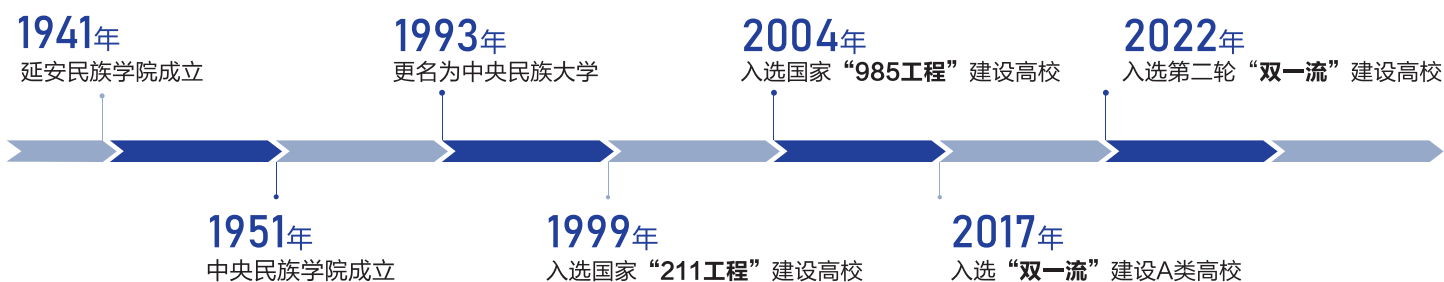 1941年
延安民族学院成立
1993年
更名为中央民族大学
2004年
入选国家“985工程”建设高校
2022年
入选第二轮“双一流”建设高校
1951年
中央民族学院成立
1999年
入选国家“211工程”建设高校
2017年
入选“双一流”建设A类高校